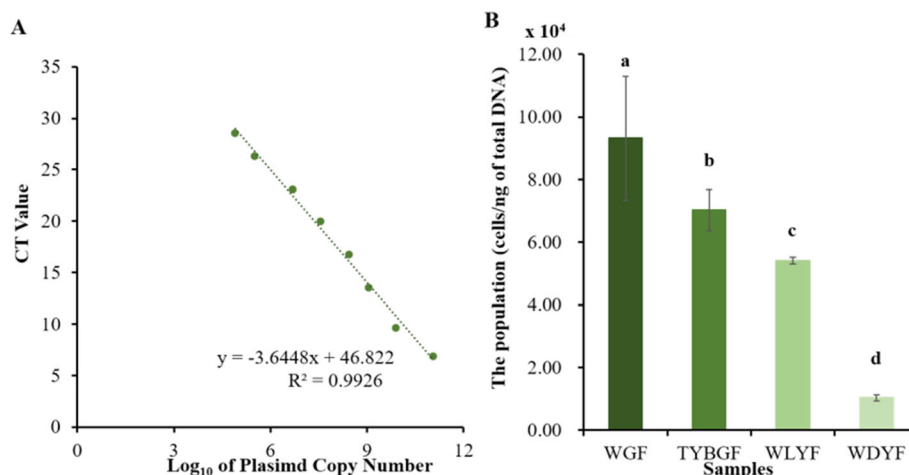 A
35
30
25
20
15
10
5
0
CT Value
y = -3.6448x + 46.822
R² = 0.9926
0 3 6 9 12
Log₁₀ of Plasimd Copy Number
B
x 10⁴
12.00
10.00
8.00
6.00
4.00
2.00
0.00
The population (cells/ng of total DNA)
a
b
c
d
WGF TYBGF WLYF WDYF
Samples